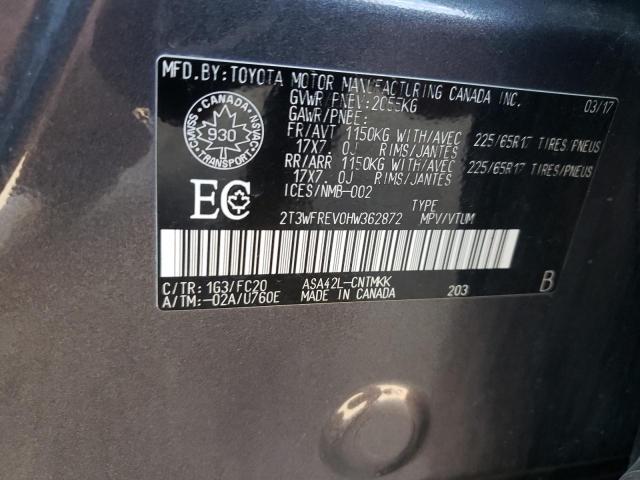 MFD.BY: TOYOTA MOTOR MANUFACTURING CANADA INC. 03/17
GVWR/PNBV: KG
GAWR/PNBE:
FR/AVT 1150KG WITH/AVEC 225/65R17 TIRES/PNEUS
17X7.0J RIMS/JANTES
RR/ARR 1150KG WITH/AVEC 225/65R17 TIRES/PNEUS
17X7.0J RIMS/JANTES
ICES/NMB-002
CANADA
930
TRANSPORT
CMVSS
NSVAC
EC
TYPE
2T3WFREV0HW362872 MPV/VTUM
C/TR: 1G3/FC20 ASA42L-CNTMKK
A/TM: -02A/U760E MADE IN CANADA 203 B